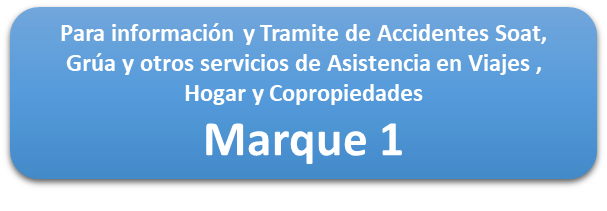 Para información y Tramite de Accidentes Soat,
Grúa y otros servicios de Asistencia en Viajes ,
Hogar y Copropiedades
Marque 1